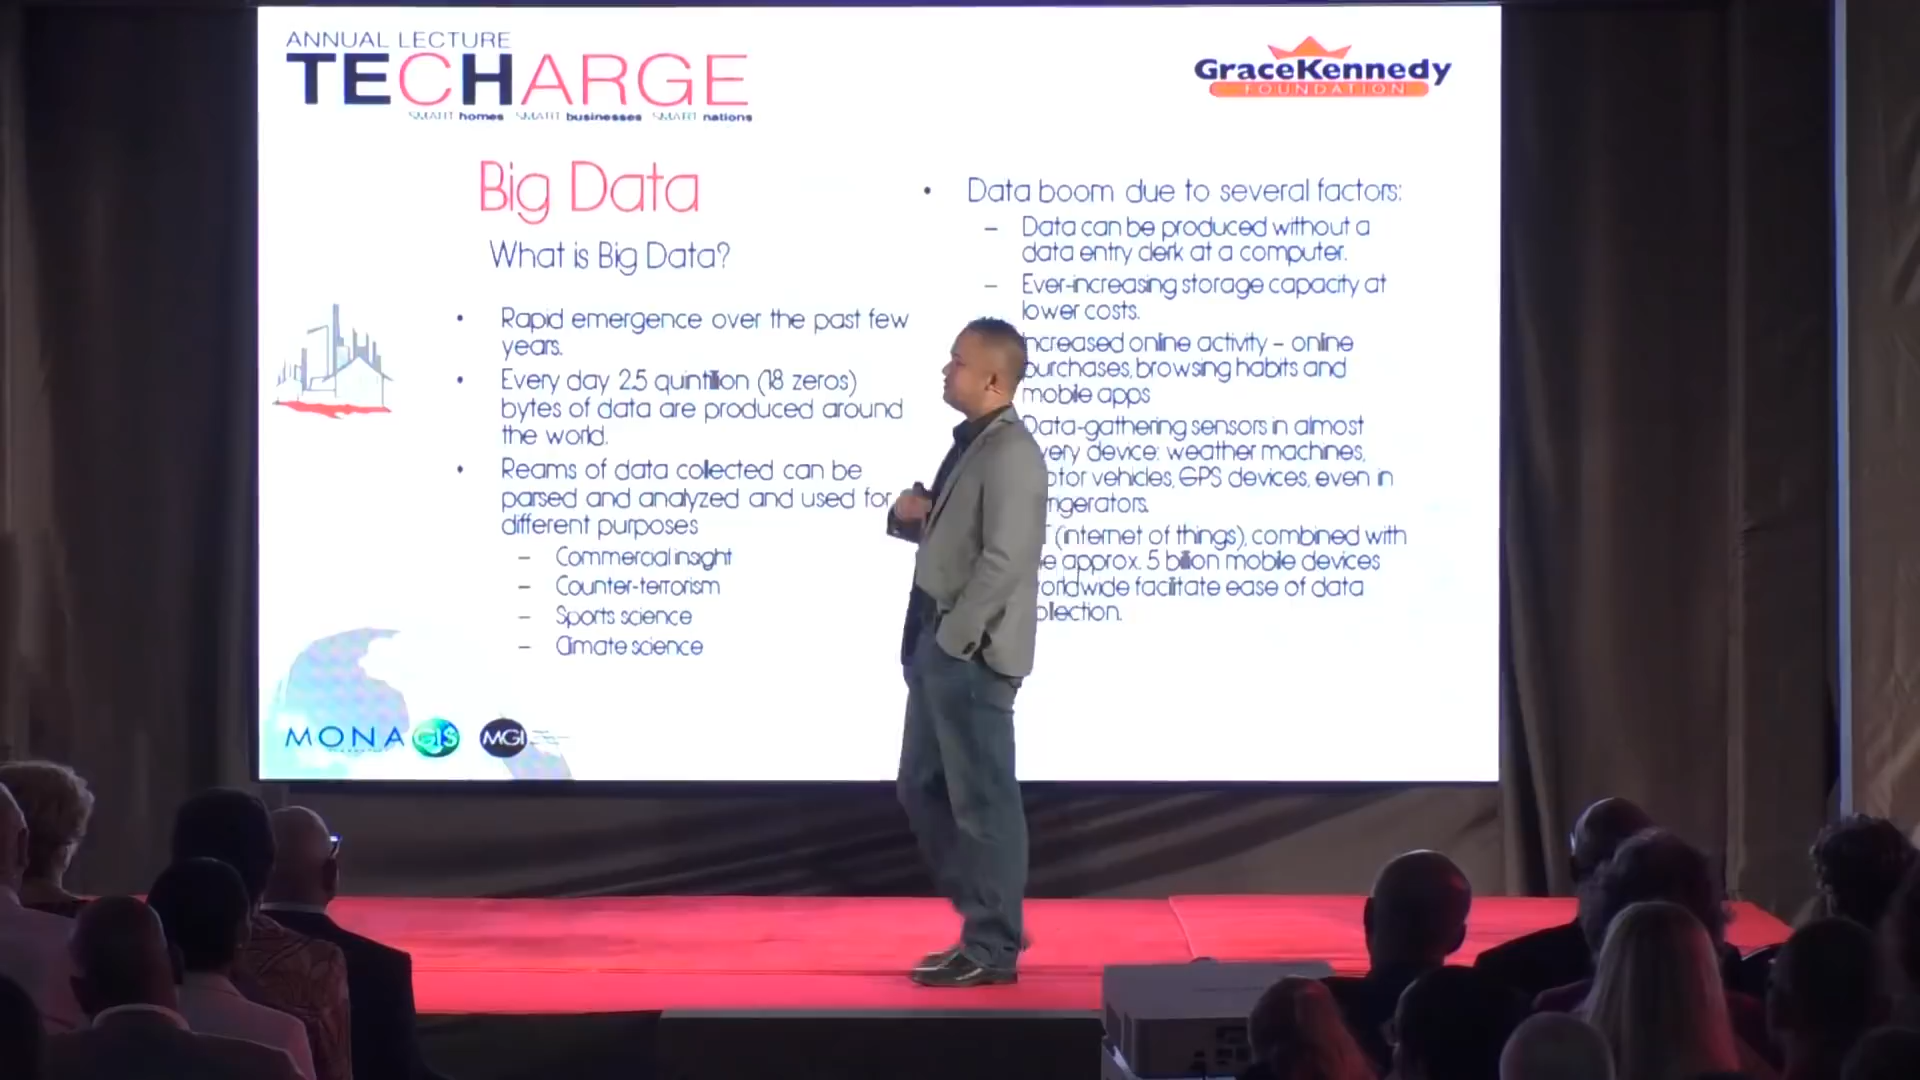 ANNUAL LECTURE
TECHARGE
SMART homes SMART businesses SMART nations
GraceKennedy
FOUNDATION
Big Data
What is Big Data?
• Rapid emergence over the past few
years.
• Every day 2.5 quintillion (18 zeros)
bytes of data are produced around
the world.
• Reams of data collected can be
parsed and analyzed and used for
different purposes
– Commercial insight
– Counter-terrorism
– Sports science
– Climate science
• Data boom due to several factors:
– Data can be produced without a
data entry clerk at a computer.
– Ever-increasing storage capacity at
lower costs.
ncreased online activity – online
purchases, browsing habits and
mobile apps
Data-gathering sensors in almost
very device: weather machines,
otor vehicles, GPS devices, even in
rigerators.
T (internet of things), combined with
e approx. 5 billion mobile devices
orldwide facilitate ease of data
ollection.
MONA GIS
MGI